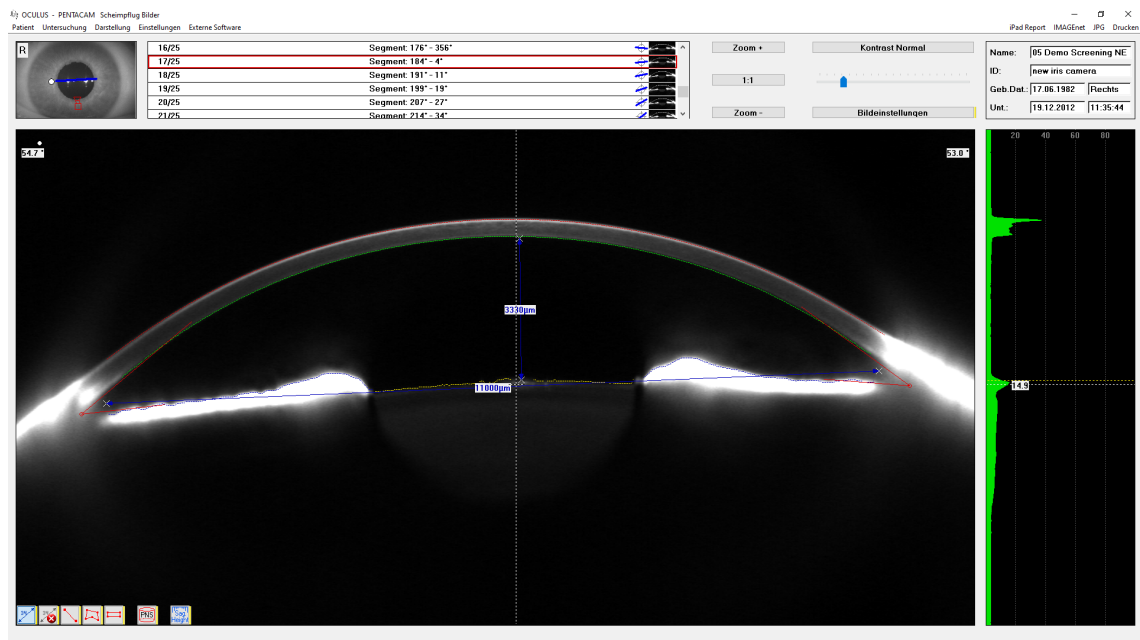 OCULUS - PENTACAM Scheimpflug Bilder
Patient Untersuchung Darstellung Einstellungen Externe Software
iPad Report IMAGEnet JPG Drucken
R
16/25 Segment: 176° - 356°
17/25 Segment: 184° - 4°
18/25 Segment: 191° - 11°
19/25 Segment: 199° - 19°
20/25 Segment: 207° - 27°
21/25 Segment: 214° - 34°
Zoom +
1:1
Zoom -
Kontrast Normal
Bildeinstellungen
Name: 05 Demo Screening NE
ID: new iris camera
Geb.Dat.: 17.06.1982 Rechts
Unt.: 19.12.2012 11:35:44
54.7 °
53.0 °
20 40 60 80
3330µm
11000µm
14.9
PNS
Seg.
Height